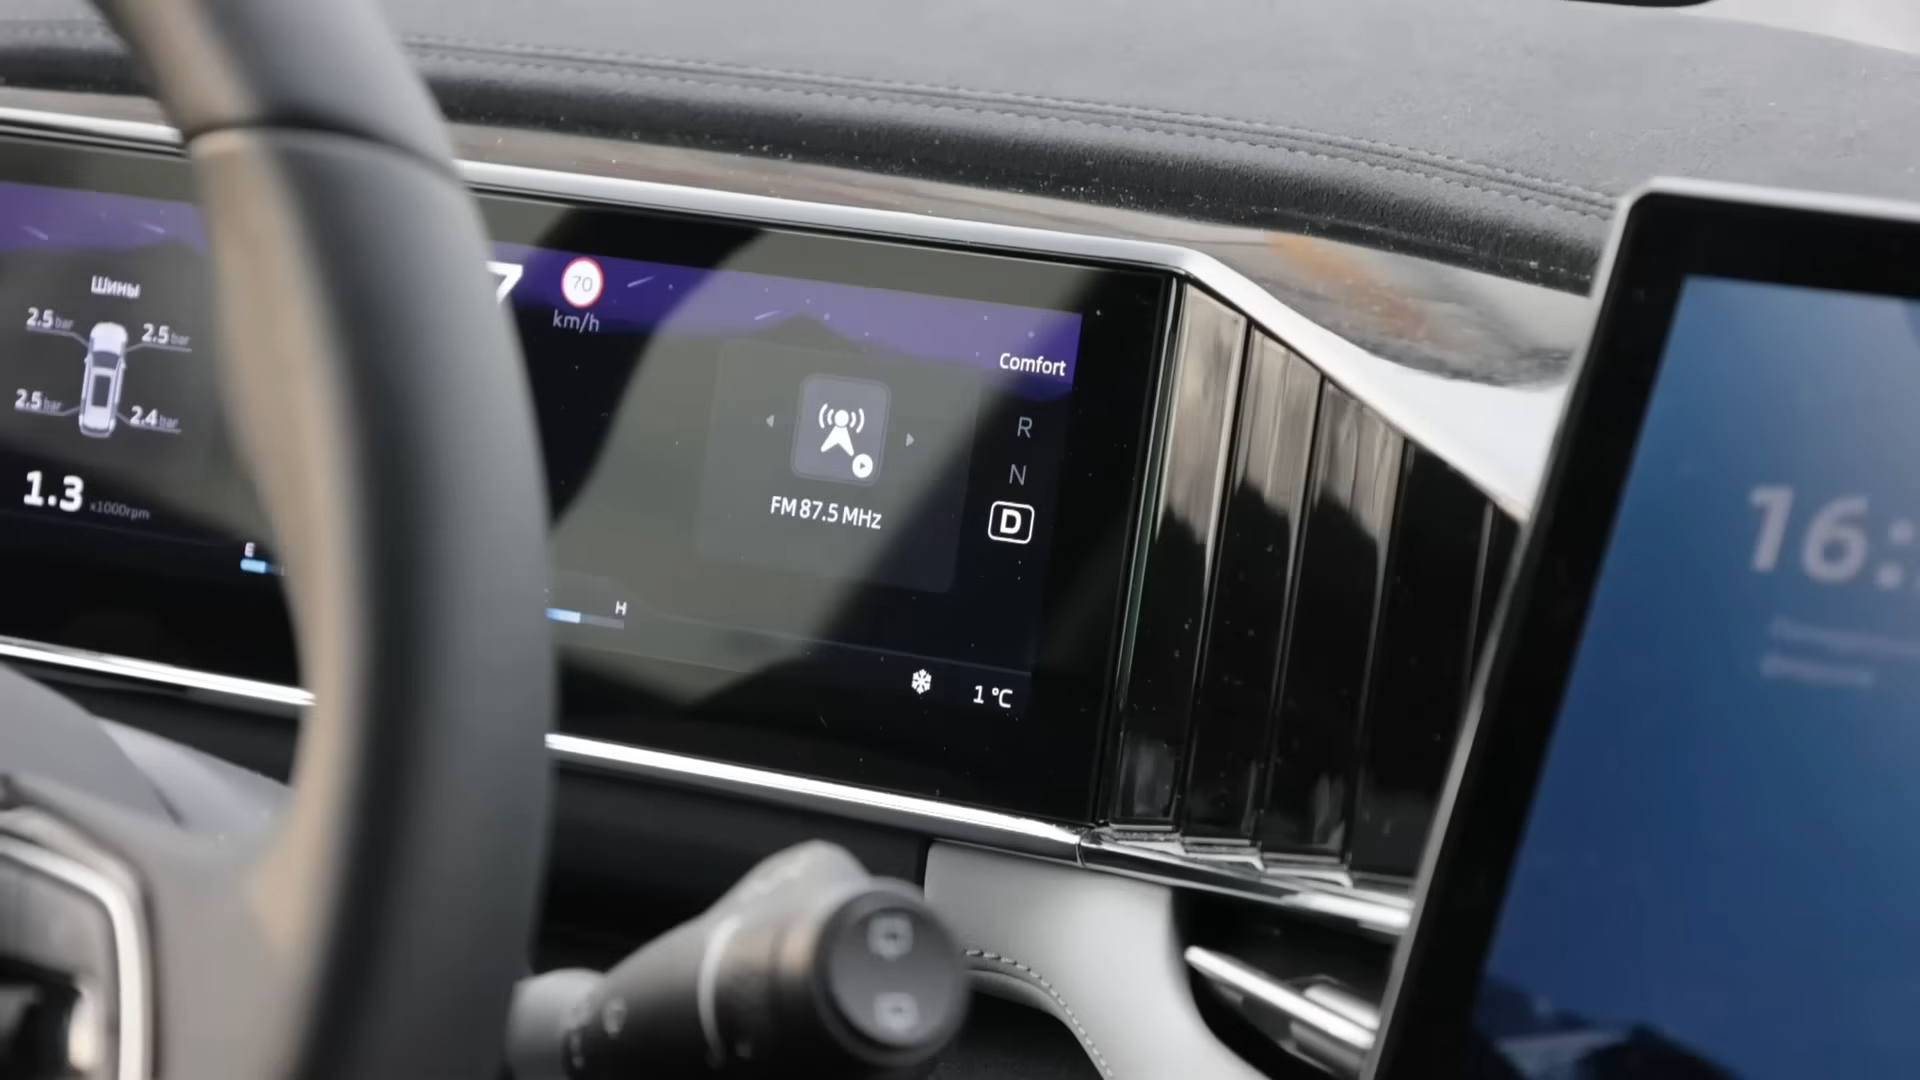 Шины
2.5 bar
2.5 bar
2.5 bar
2.4 bar
1.3 x1000rpm
E
7
70
km/h
Comfort
R
N
D
FM 87.5 MHz
H
1 °C
16: